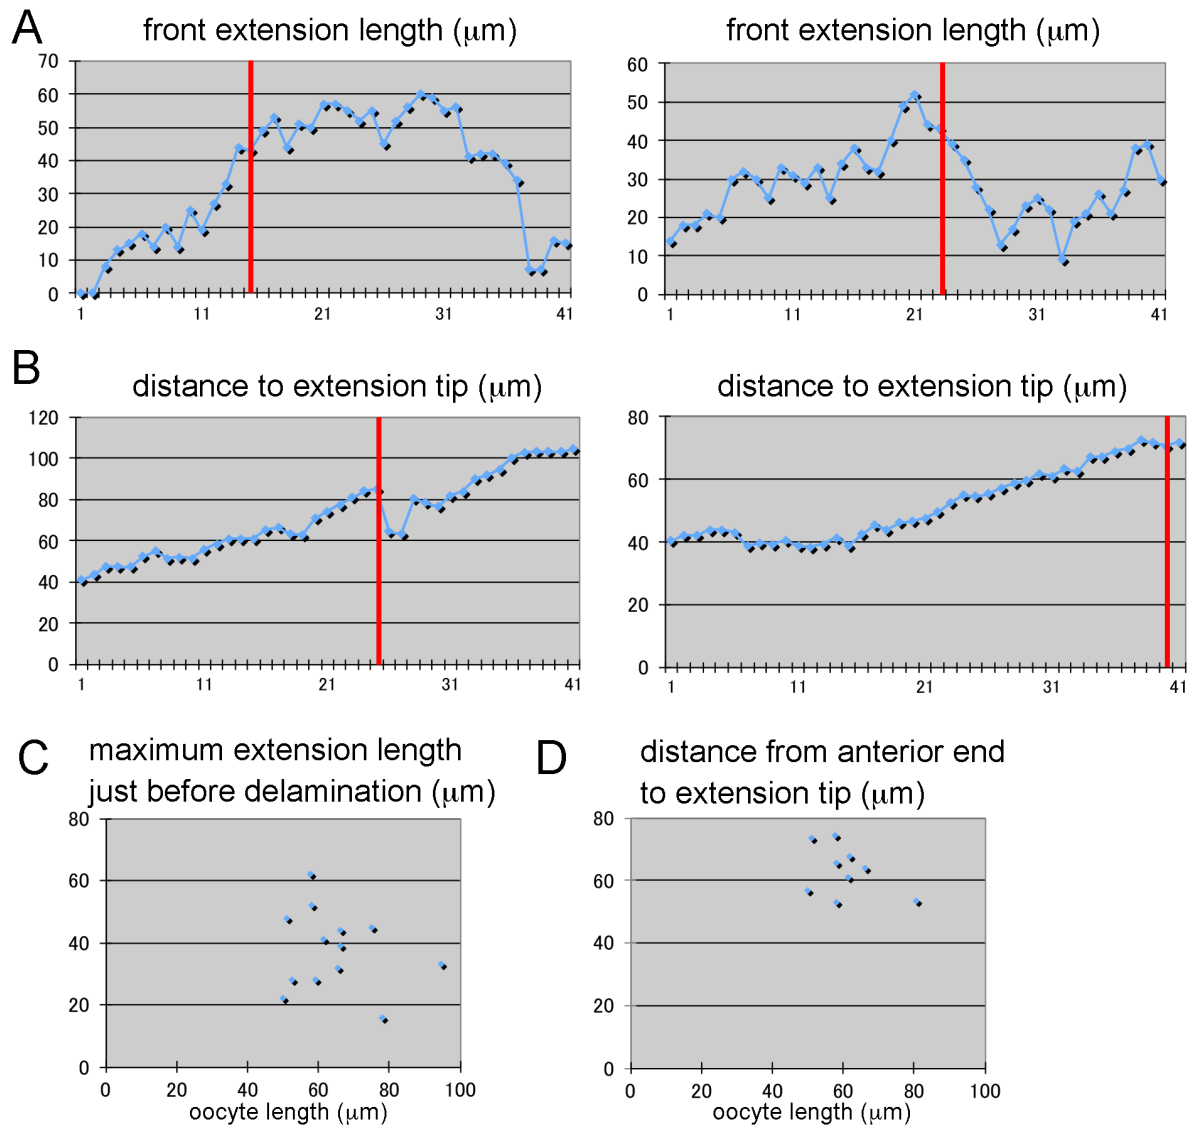 A
front extension length (μm)
front extension length (μm)
70
60
50
40
30
20
10
0
1 11 21 31 41
60
50
40
30
20
10
0
1 11 21 31 41
B
distance to extension tip (μm)
distance to extension tip (μm)
120
100
80
60
40
20
0
1 11 21 31 41
80
60
40
20
0
1 11 21 31 41
C
maximum extension length
just before delamination (μm)
80
60
40
20
0
0 20 40 60 80 100
oocyte length (μm)
D
distance from anterior end
to extension tip (μm)
80
60
40
20
0
0 20 40 60 80 100
oocyte length (μm)